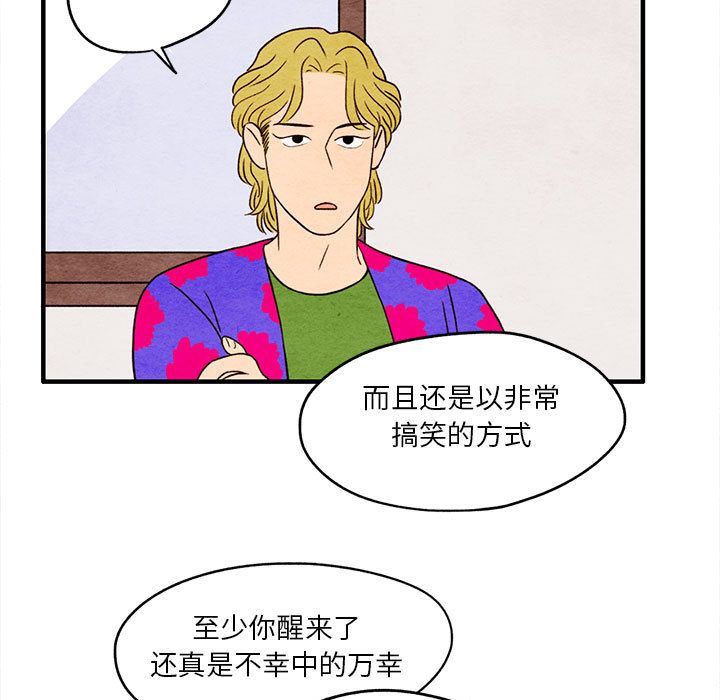 而且还是以非常
搞笑的方式
至少你醒来了
还真是不幸中的万幸